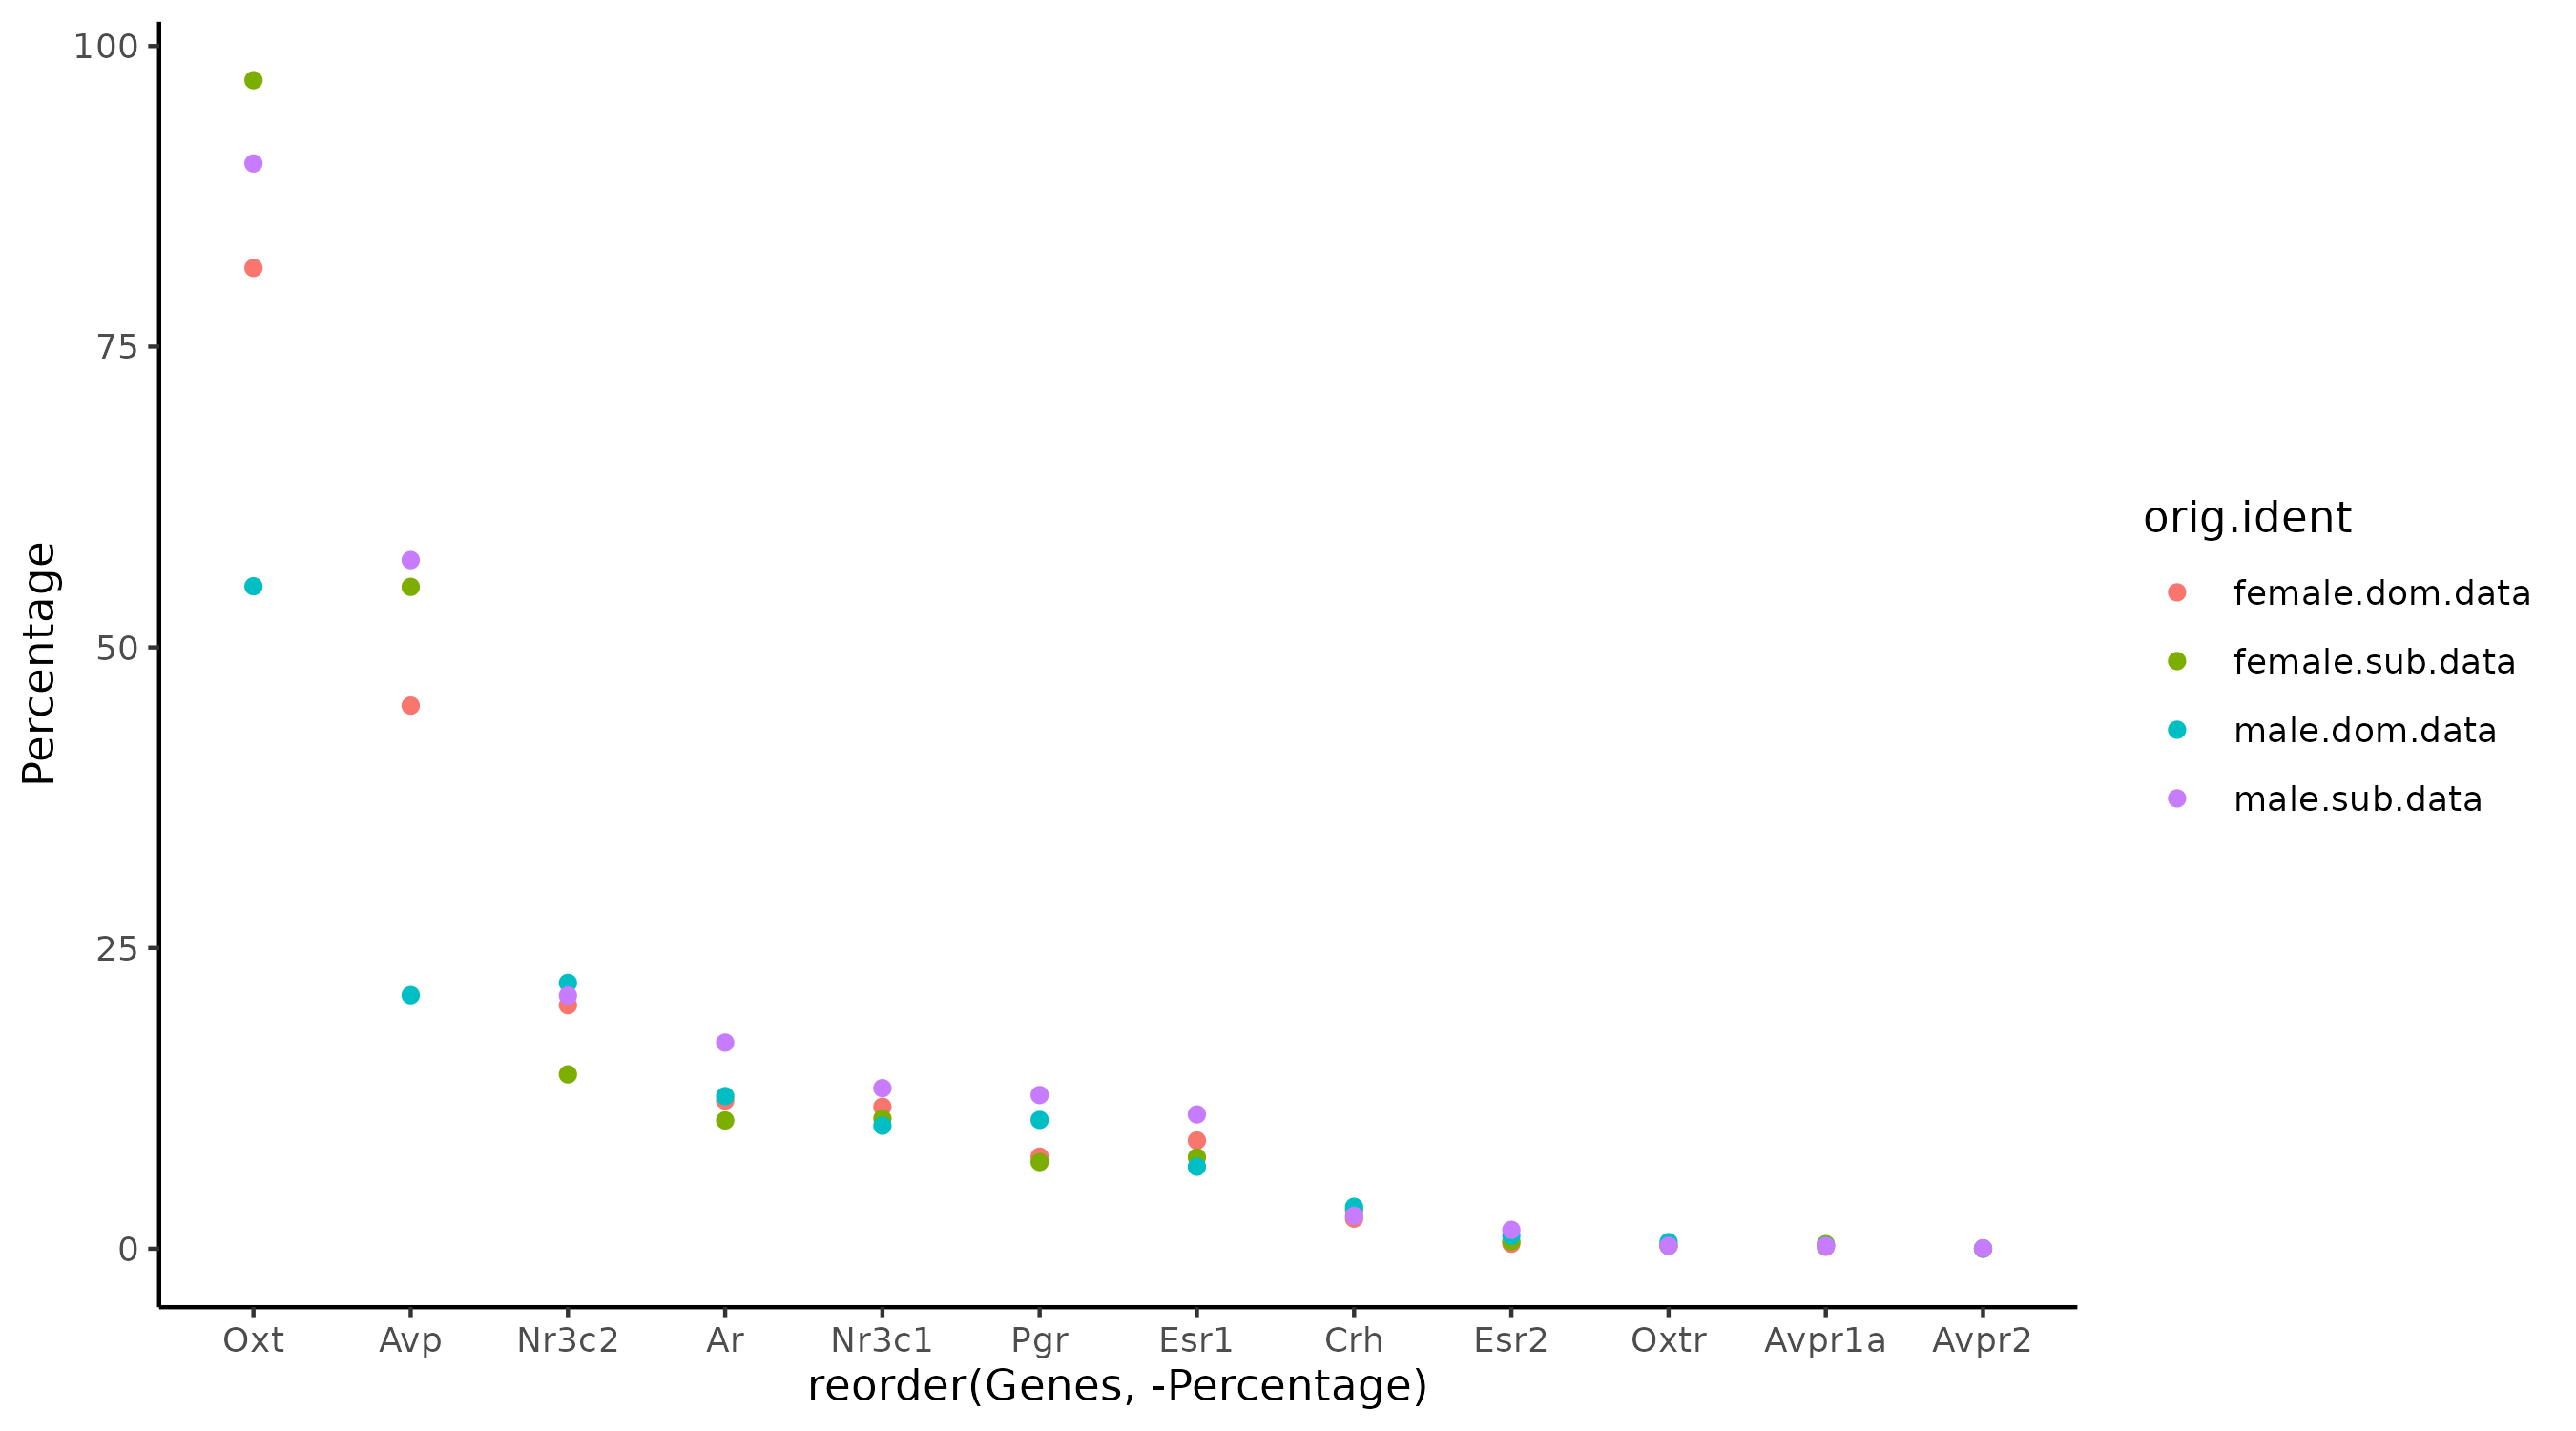 100
75
50
25
0
Percentage
Oxt Avp Nr3c2 Ar Nr3c1 Pgr Esr1 Crh Esr2 Oxtr Avpr1a Avpr2
reorder(Genes, -Percentage)
orig.ident
female.dom.data
female.sub.data
male.dom.data
male.sub.data